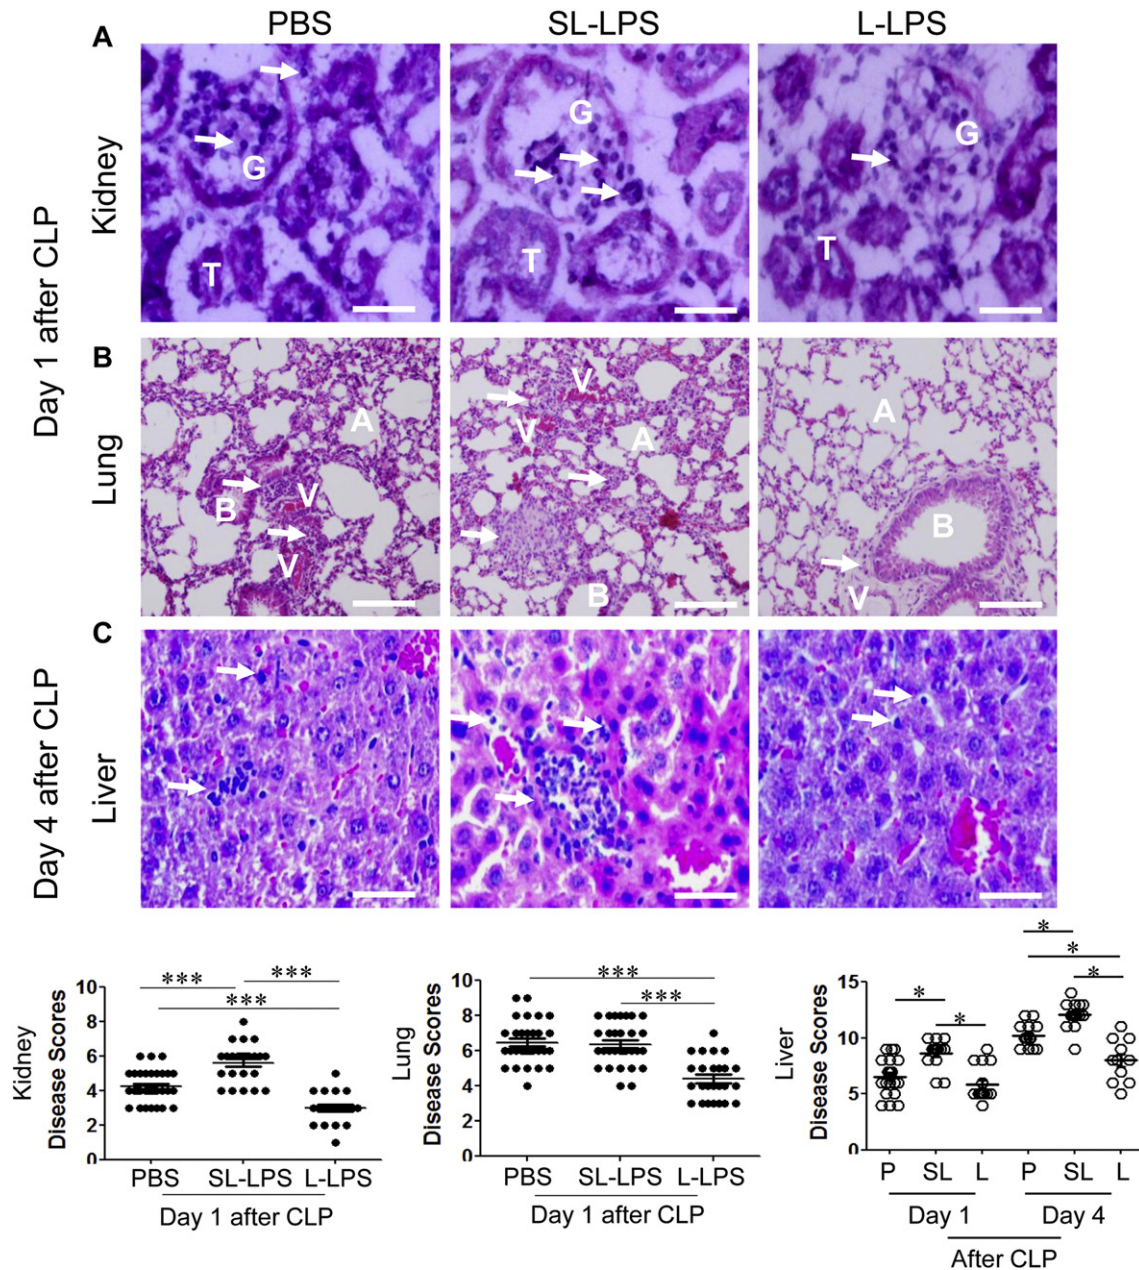 PBS SL-LPS L-LPS
A
Day 1 after CLP
Kidney
G
T
G
T
G
T
B
Lung
A
B
V
V
V
V
A
B
A
B
V
C
Day 4 after CLP
Liver
Kidney
Disease Scores
10
8
6
4
2
0
***
***
***
PBS SL-LPS L-LPS
Day 1 after CLP
Lung
Disease Scores
10
8
6
4
2
0
***
***
PBS SL-LPS L-LPS
Day 1 after CLP
Liver
Disease Scores
15
10
5
0
*
*
*
*
*
P SL L P SL L
Day 1 Day 4
After CLP